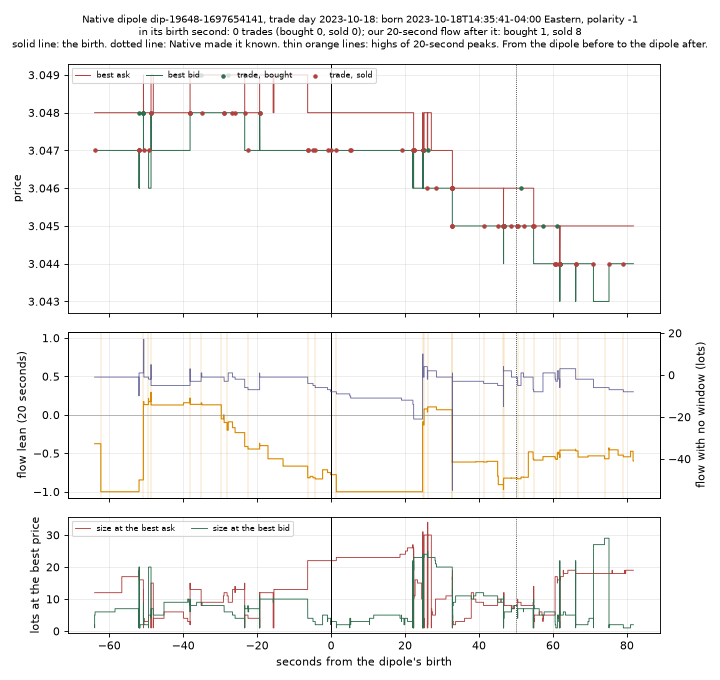 Native dipole dip-19648-1697654141, trade day 2023-10-18: born 2023-10-18T14:35:41-04:00 Eastern, polarity -1
in its birth second: 0 trades (bought 0, sold 0); our 20-second flow after it: bought 1, sold 8
solid line: the birth. dotted line: Native made it known. thin orange lines: highs of 20-second peaks. From the dipole before to the dipole after.
best ask
best bid
trade, bought
trade, sold
price
3.049
3.048
3.047
3.046
3.045
3.044
3.043
flow lean (20 seconds)
1.0
0.5
0.0
−0.5
−1.0
20
0
−20
−40
flow with no window (lots)
size at the best ask
size at the best bid
lots at the best price
30
20
10
0
−60
−40
−20
0
20
40
60
80
seconds from the dipole's birth